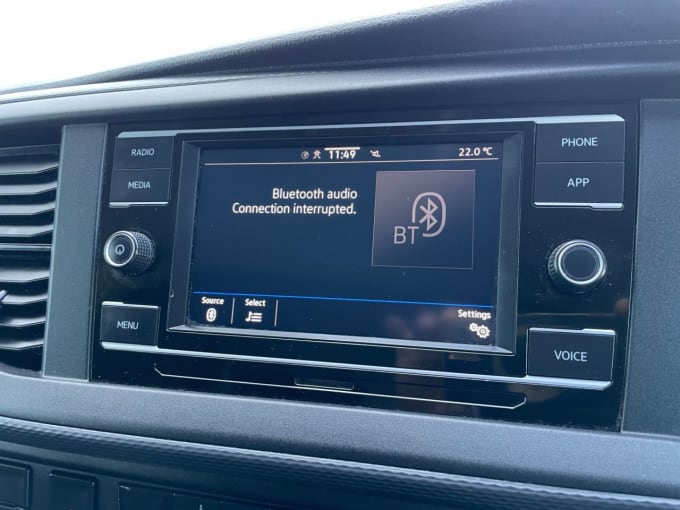 RADIO
MEDIA
MENU
11:49
22.0 °C
Bluetooth audio
Connection interrupted.
BT
Source
Select
Settings
PHONE
APP
VOICE